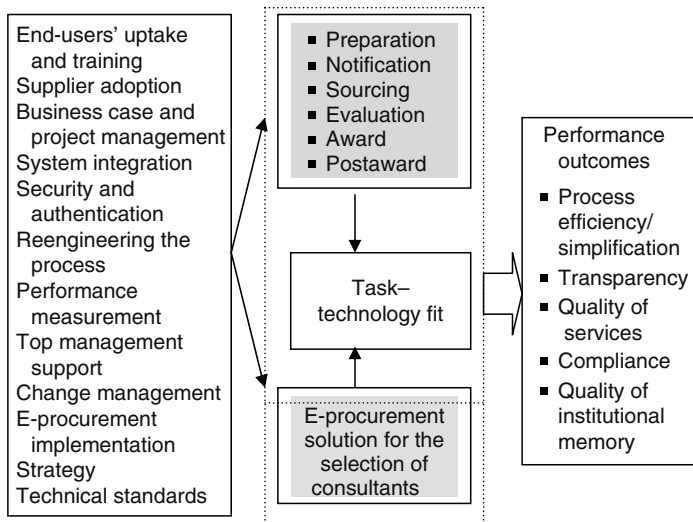 End-users' uptake
and training
Supplier adoption
Business case and
project management
System integration
Security and
authentication
Reengineering the
process
Performance
measurement
Top management
support
Change management
E-procurement
implementation
Strategy
Technical standards
Preparation
Notification
Sourcing
Evaluation
Award
Postaward
Task–
technology fit
E-procurement
solution for the
selection of
consultants
Performance
outcomes
Process
efficiency/
simplification
Transparency
Quality of
services
Compliance
Quality of
institutional
memory